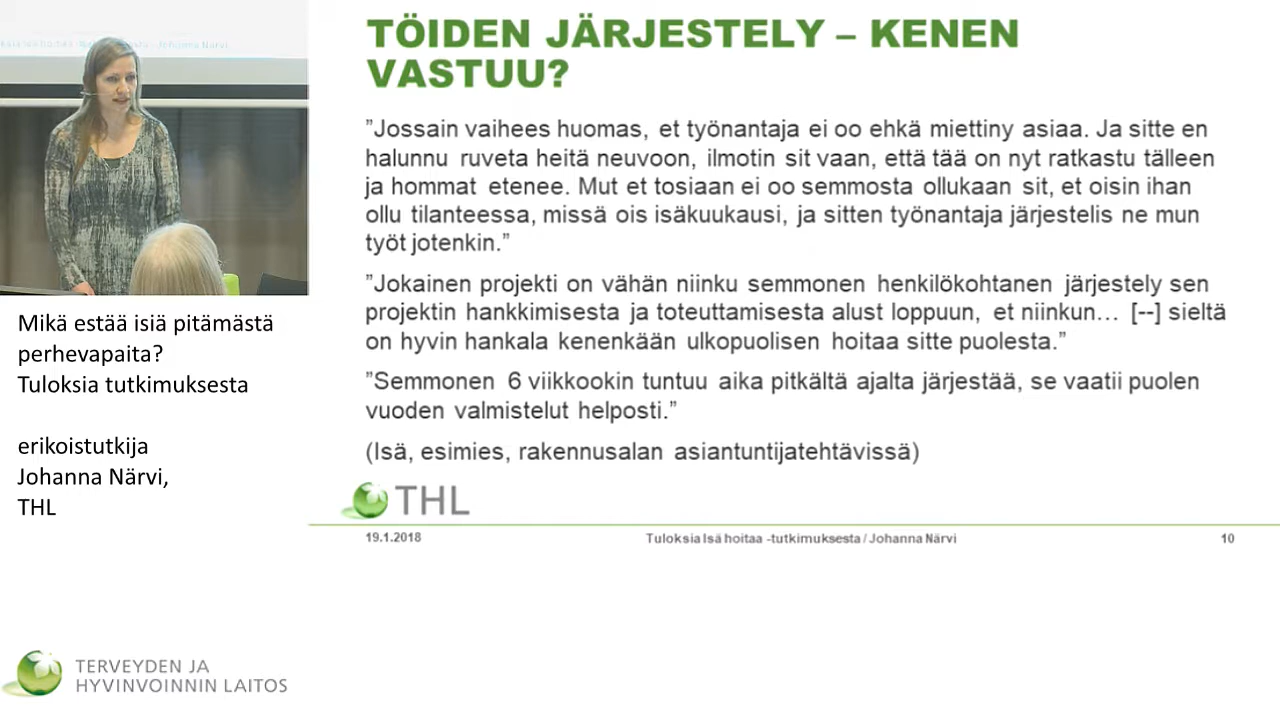 TÖIDEN JÄRJESTELY – KENEN
VASTUU?
”Jossain vaihees huomas, et työnantaja ei oo ehkä miettiny asiaa. Ja sitte en
halunnu ruveta heitä neuvoon, ilmotin sit vaan, että tää on nyt ratkastu tälleen
ja hommat etenee. Mut et tosiaan ei oo semmosta ollukaan sit, et oisin ihan
ollu tilanteessa, missä ois isäkuukausi, ja sitten työnantaja järjestelis ne mun
työt jotenkin.”
”Jokainen projekti on vähän niinku semmonen henkilökohtanen järjestely sen
projektin hankkimisesta ja toteuttamisesta alust loppuun, et niinkun… [--] sieltä
on hyvin hankala kenenkään ulkopuolisen hoitaa sitte puolesta.”
”Semmonen 6 viikkookin tuntuu aika pitkältä ajalta järjestää, se vaatii puolen
vuoden valmistelut helposti.”
(Isä, esimies, rakennusalan asiantuntijatehtävissä)
THL
19.1.2018
Tuloksia Isä hoitaa -tutkimuksesta / Johanna Närvi
10
Mikä estää isiä pitämästä
perhevapaita?
Tuloksia tutkimuksesta
erikoistutkija
Johanna Närvi,
THL
TERVEYDEN JA
HYVINVOINNIN LAITOS